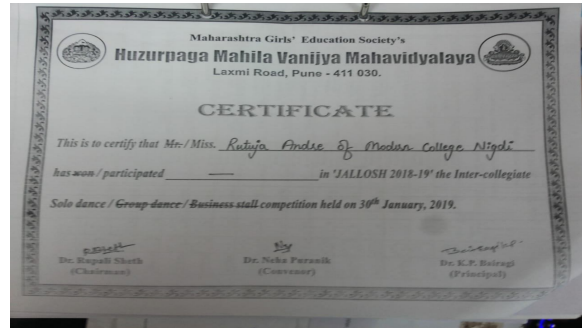 Maharashtra Girls' Education Society's
Huzurpaga Mahila Vanijya Mahavidyalaya
Laxmi Road, Pune - 411 030.
CERTIFICATE
This is to certify that Mr. / Miss. Rutuja Andre of Modan College Nigdi
has won / participated — in 'JALLOSH 2018-19' the Inter-collegiate
Solo dance / Group dance / Business stall competition held on 30th January, 2019.
Dr. Rupali Sheth Dr. Neha Puranik Dr. K.P. Bairagi
(Chairman) (Convenor) (Principal)